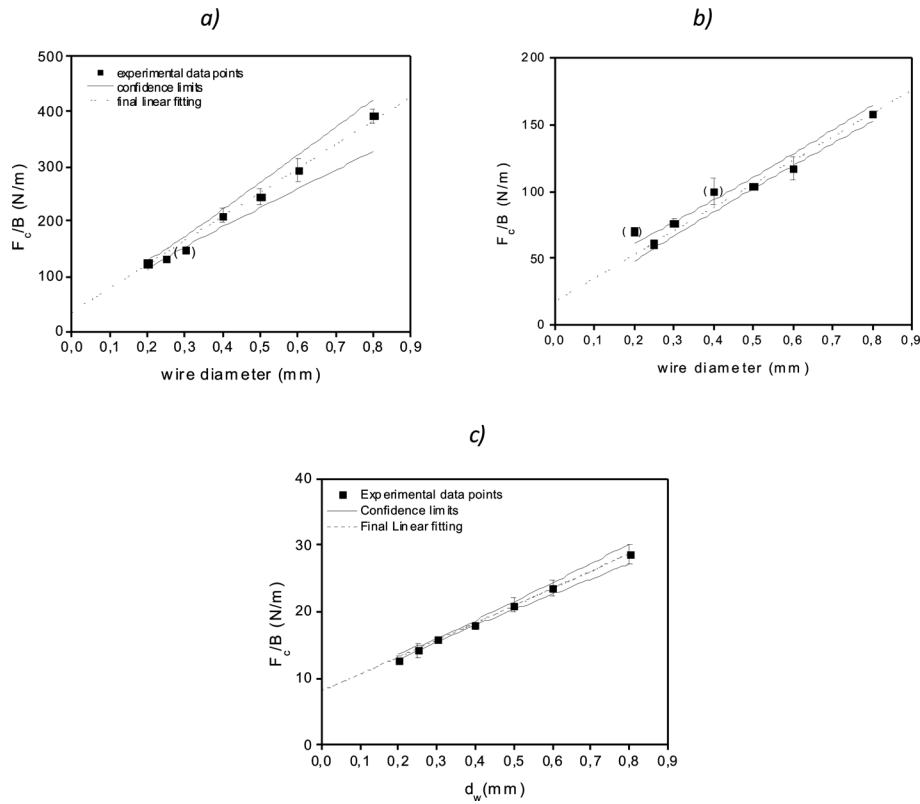 a)
500
400
300
200
100
0
F_c/B (N/m)
experimental data points
confidence limits
final linear fitting
( )
0,0 0,1 0,2 0,3 0,4 0,5 0,6 0,7 0,8 0,9
wire diameter (mm)
b)
200
150
100
50
0
F_c/B (N/m)
( )
( )
0,0 0,1 0,2 0,3 0,4 0,5 0,6 0,7 0,8 0,9
wire diameter (mm)
c)
40
30
20
10
0
F_c/B (N/m)
Experimental data points
Confidence limits
Final Linear fitting
0,0 0,1 0,2 0,3 0,4 0,5 0,6 0,7 0,8 0,9
d_w(mm)